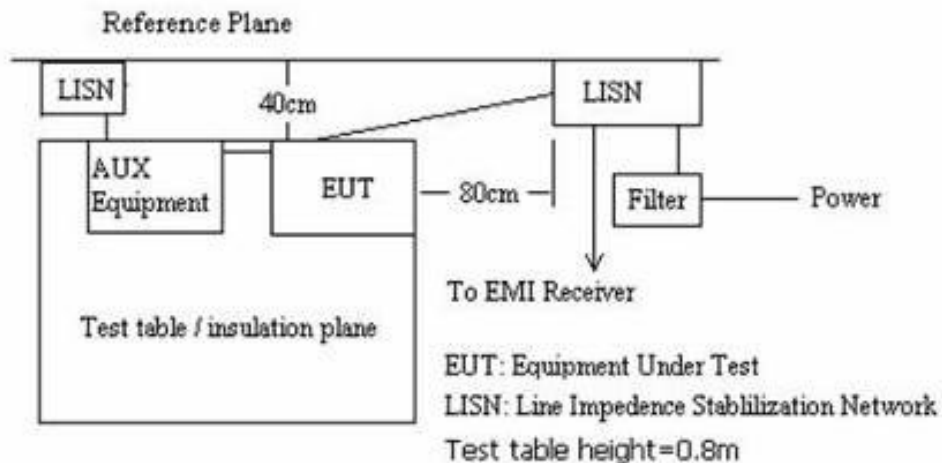 Reference Plane
LISN
40cm
LISN
AUX
Equipment
EUT
80cm
Filter
Power
To EMI Receiver
Test table / insulation plane
EUT: Equipment Under Test
LISN: Line Impedence Stablilization Network
Test table height=0.8m